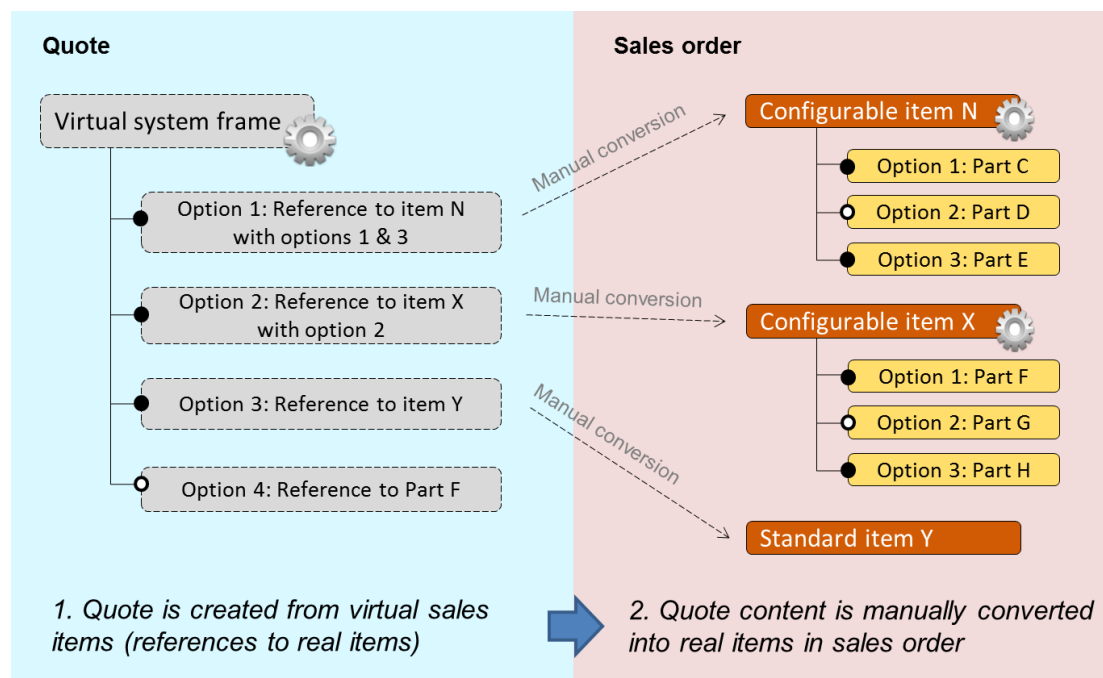 Quote
Virtual system frame
Option 1: Reference to item N
with options 1 & 3
Option 2: Reference to item X
with option 2
Option 3: Reference to item Y
Option 4: Reference to Part F
Manual conversion
Manual conversion
Manual conversion
Sales order
Configurable item N
Option 1: Part C
Option 2: Part D
Option 3: Part E
Configurable item X
Option 1: Part F
Option 2: Part G
Option 3: Part H
Standard item Y
1. Quote is created from virtual sales
items (references to real items)
2. Quote content is manually converted
into real items in sales order